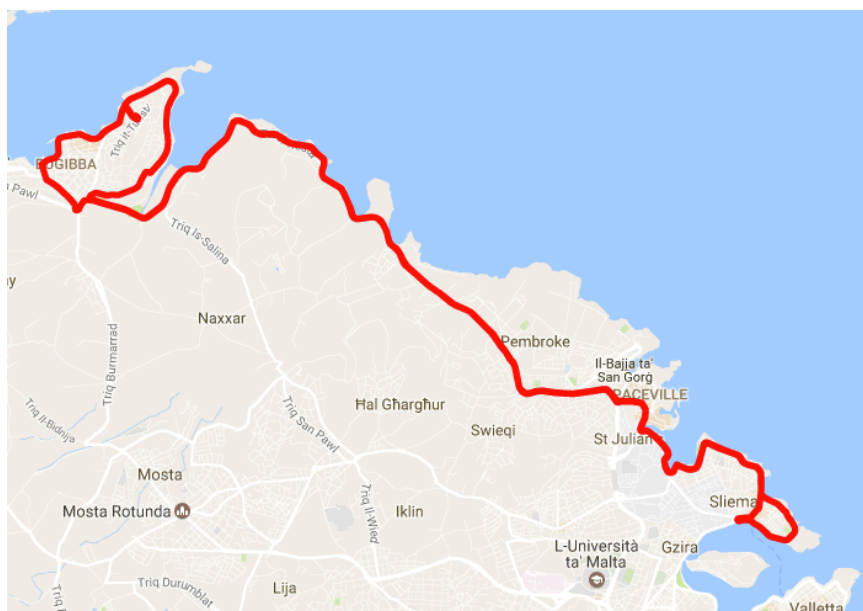 Triq It-Turisti
BUĠIBBA
Pawl
Triq Is-Salina
Naxxar
Triq Burmarrad
Triq Il-Bidnija
Triq San Pawl
Mosta
Mosta Rotunda
Triq Durumblat
Lija
Iklin
Triq Il-Wied
Ħal Għargħur
Swieqi
Pembroke
Il-Bajja ta'
San Ġorġ
PACEVILLE
St Julian's
Sliema
Gzira
L-Università
ta' Malta
Valletta